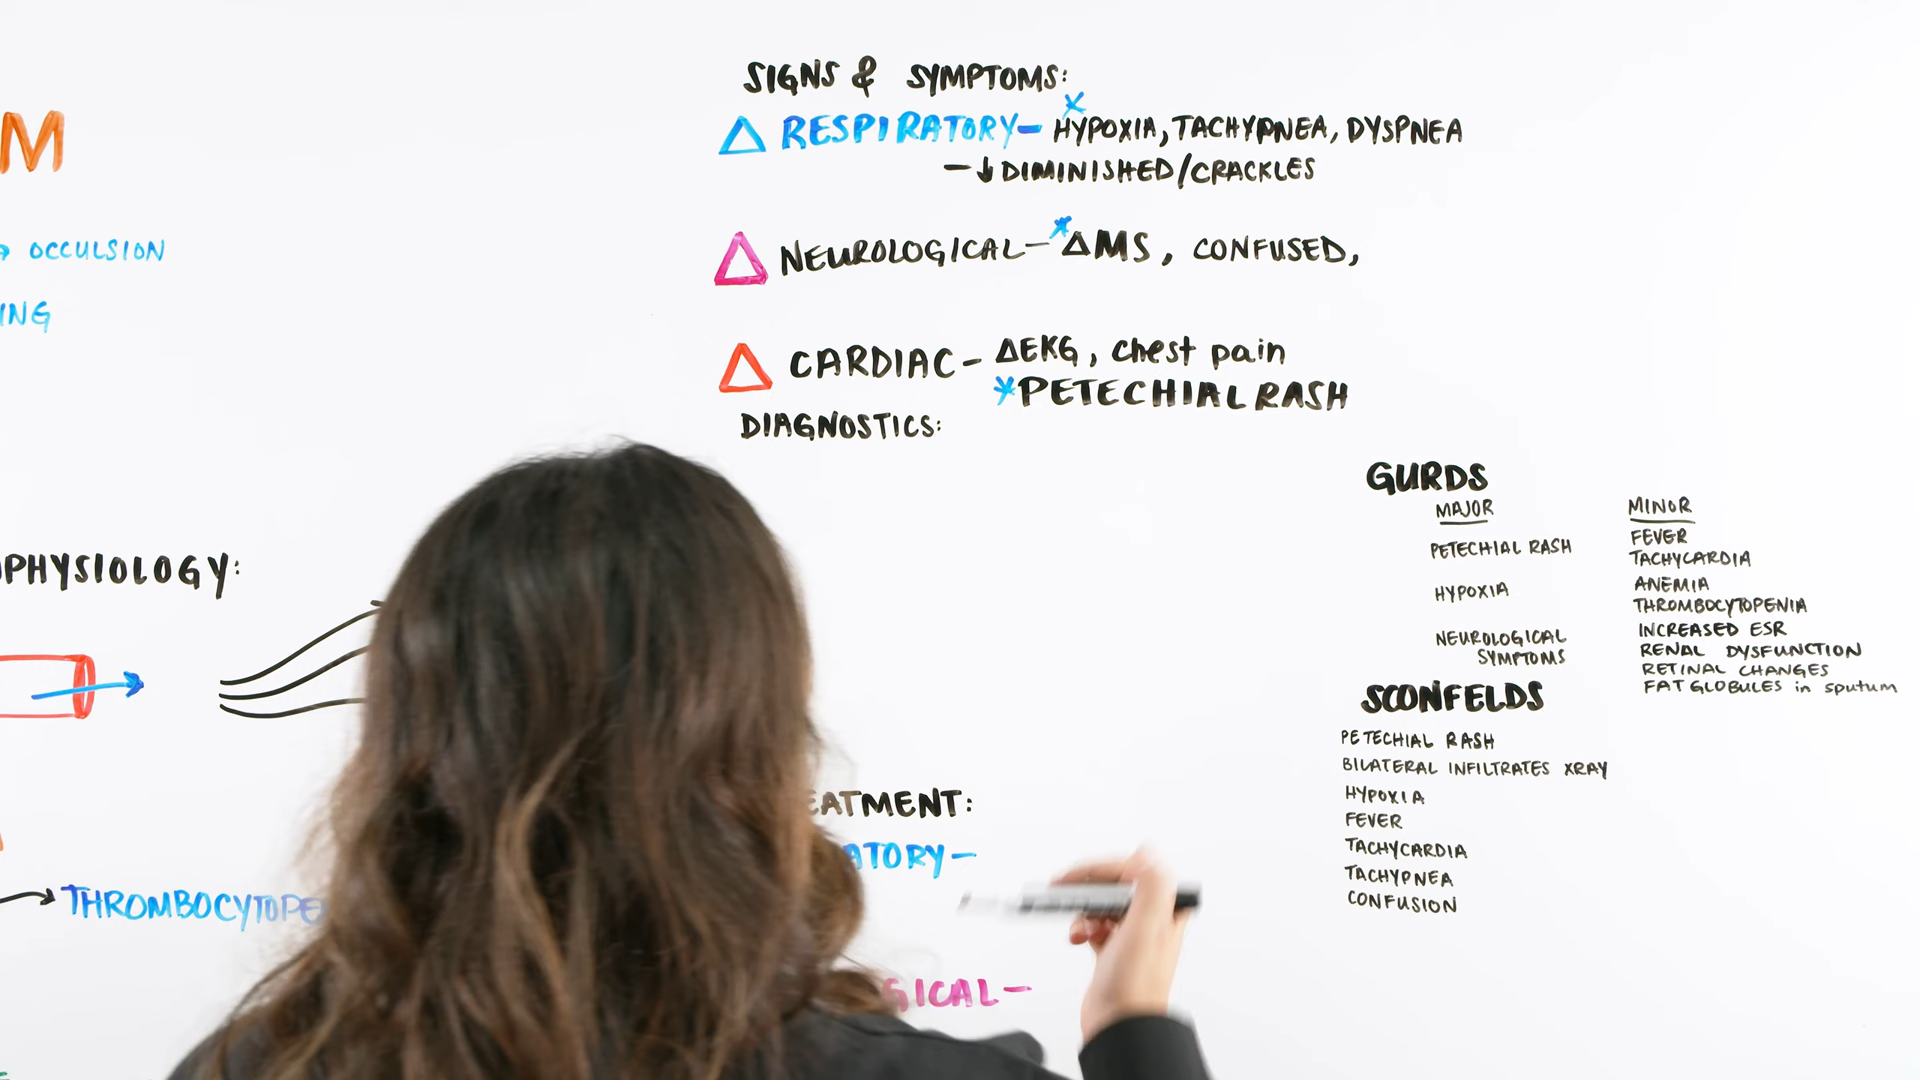 M
OCCULSION
SIGNS & SYMPTOMS:
△ RESPIRATORY- HYPOXIA, TACHYPNEA, DYSPNEA
- ↓ DIMINISHED/CRACKLES
△ NEUROLOGICAL- *ΔMS, CONFUSED,
△ CARDIAC- ΔEKG, chest pain
*PETECHIAL RASH
DIAGNOSTICS:
PHYSIOLOGY:
THROMBOCYTOPE
EATMENT:
ATORY-
GICAL-
GURDS
MAJOR
PETECHIAL RASH
HYPOXIA
NEUROLOGICAL
SYMPTOMS
MINOR
FEVER
TACHYCARDIA
ANEMIA
THROMBOCYTOPENIA
INCREASED ESR
RENAL DYSFUNCTION
RETINAL CHANGES
FAT GLOBULES in sputum
SCONFELDS
PETECHIAL RASH
BILATERAL INFILTRATES XRAY
HYPOXIA
FEVER
TACHYCARDIA
TACHYPNEA
CONFUSION